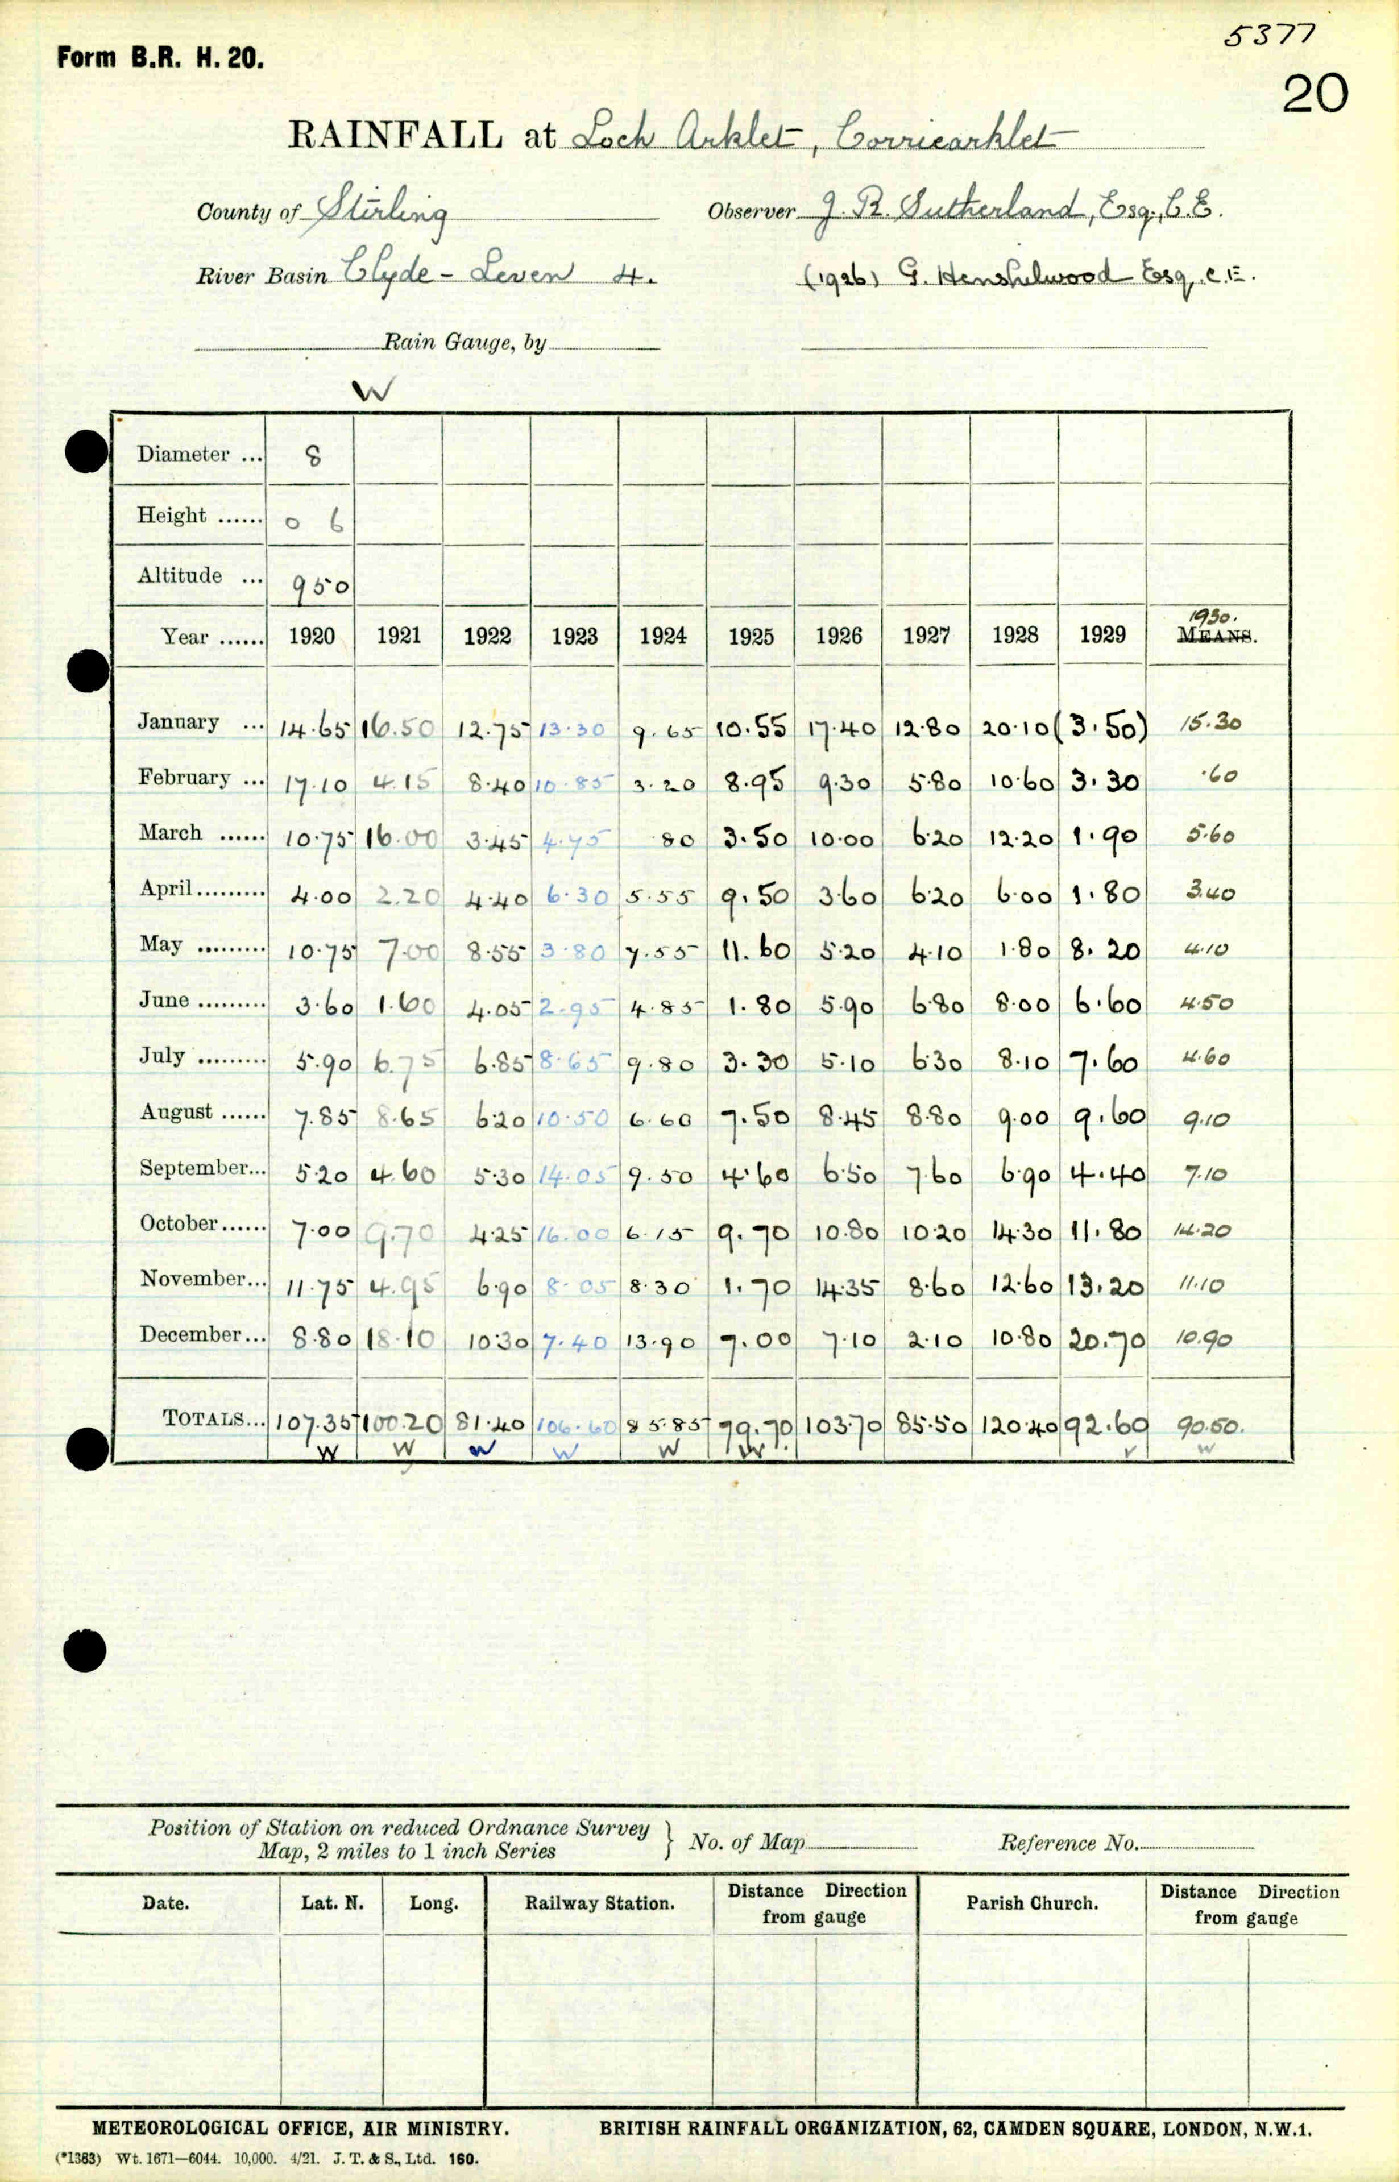 5377
Form B.R. H. 20.
20
RAINFALL at Loch Arklet, Corriearklet
County of Stirling Observer J. R. Sutherland, Esq., C.E.
River Basin Clyde - Leven 4. (1926) G. Henshelwood Esq. C.E.
Rain Gauge, by
W
Diameter ... 8
Height ...... 0 6
Altitude ... 950
1930.
Year ...... 1920 1921 1922 1923 1924 1925 1926 1927 1928 1929 MEANS.
January ... 14.65 16.50 12.75 13.30 9.65 10.55 17.40 12.80 20.10 (3.50) 15.30
February ... 17.10 4.15 8.40 10.85 3.20 8.95 9.30 5.80 10.60 3.30 .60
March ...... 10.75 16.00 3.45 4.75 80 3.50 10.00 6.20 12.20 1.90 5.60
April......... 4.00 2.20 4.40 6.30 5.55 9.50 3.60 6.20 6.00 1.80 3.40
May ......... 10.75 7.00 8.55 3.80 7.55 11.60 5.20 4.10 1.80 8.20 4.10
June ......... 3.60 1.60 4.05 2.95 4.85 1.80 5.90 6.80 8.00 6.60 4.50
July ......... 5.90 6.75 6.85 8.65 9.80 3.30 5.10 6.30 8.10 7.60 4.60
August ...... 7.85 8.65 6.20 10.50 6.60 7.50 8.45 8.80 9.00 9.60 9.10
September... 5.20 4.60 5.30 14.05 9.50 4.60 6.50 7.60 6.90 4.40 7.10
October...... 7.00 9.70 4.25 16.00 6.15 9.70 10.80 10.20 14.30 11.80 14.20
November... 11.75 4.95 6.90 8.05 8.30 1.70 14.35 8.60 12.60 13.20 11.10
December... 8.80 18.10 10.30 7.40 13.90 7.00 7.10 2.10 10.80 20.70 10.90
TOTALS... 107.35 100.20 81.40 106.60 85.85 79.70 103.70 85.50 120.40 92.60 90.50.
W W W W W W v W
Position of Station on reduced Ordnance Survey
Map, 2 miles to 1 inch Series } No. of Map Reference No.
Date. Lat. N. Long. Railway Station. Distance Direction from gauge Parish Church. Distance Direction from gauge
METEOROLOGICAL OFFICE, AIR MINISTRY. BRITISH RAINFALL ORGANIZATION, 62, CAMDEN SQUARE, LONDON, N.W.1.
(*1383) Wt. 1671—6044. 10,000. 4/21. J. T. & S., Ltd. 160.